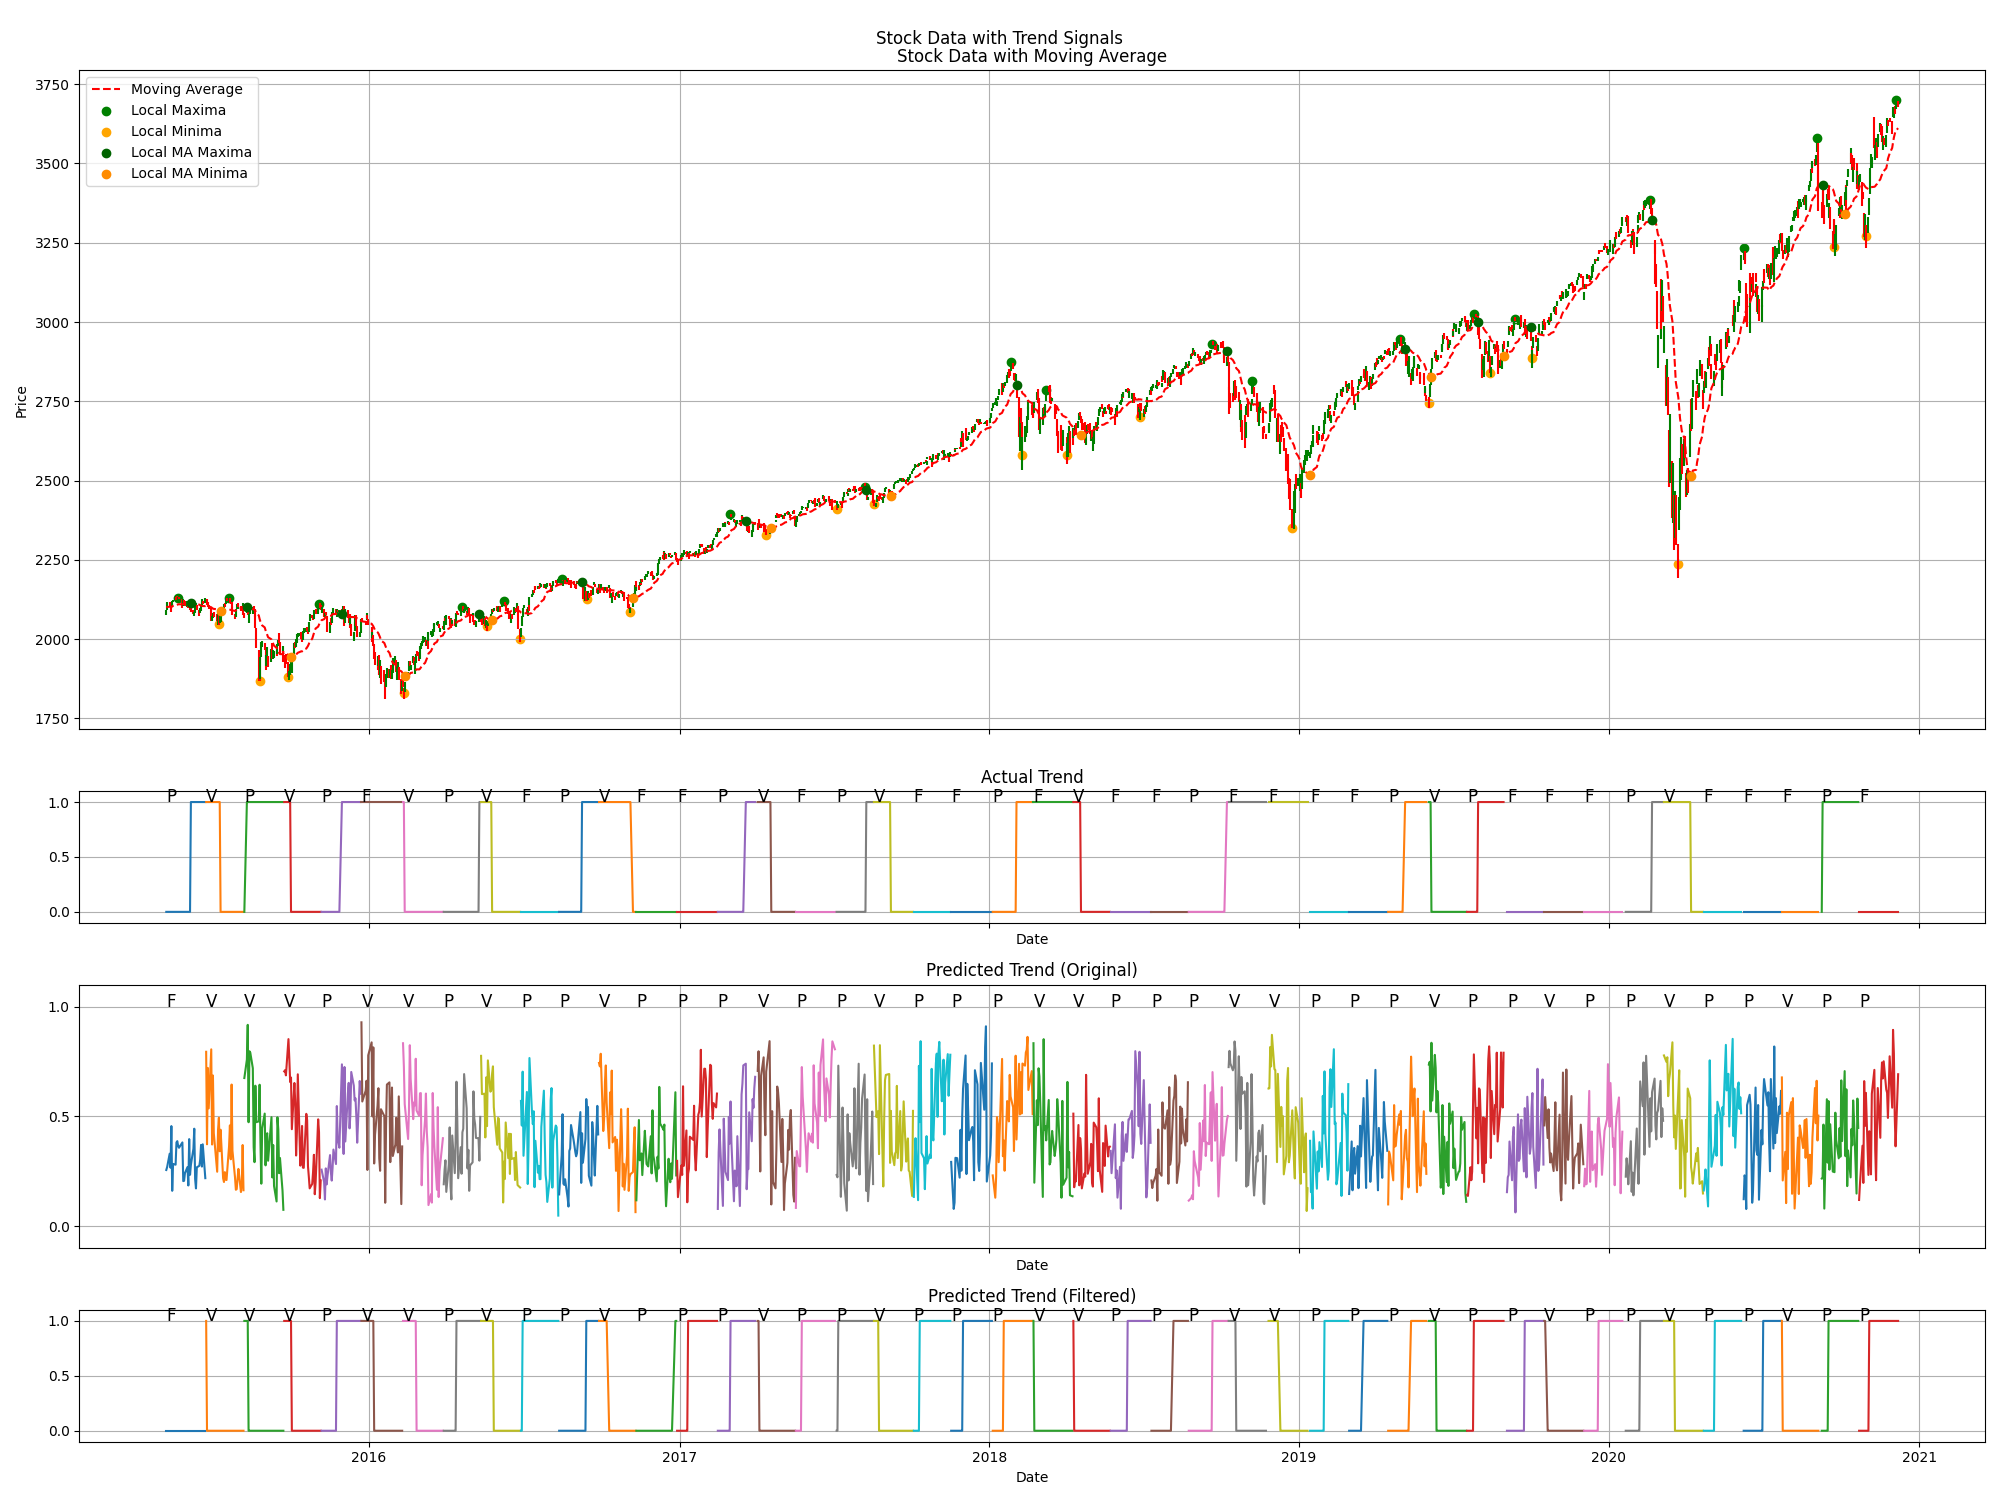 Stock Data with Trend Signals
Stock Data with Moving Average
3750
3500
3250
3000
2750
2500
2250
2000
1750
Price
Moving Average
Local Maxima
Local Minima
Local MA Maxima
Local MA Minima
Actual Trend
P V P V P F V P V F P V F F P V F P V F F P F V F F P F F F F P V P F F F P V F F F P F
1.0
0.5
0.0
Date
Predicted Trend (Original)
F V V V P V V P V P P V P P P V P P V P P P V V P P P V V P P P V P P V P P V P P V P P
1.0
0.5
0.0
Date
Predicted Trend (Filtered)
F V V V P V V P V P P V P P P V P P V P P P V V P P P V V P P P V P P V P P V P P V P P
1.0
0.5
0.0
2016 2017 2018 2019 2020 2021
Date